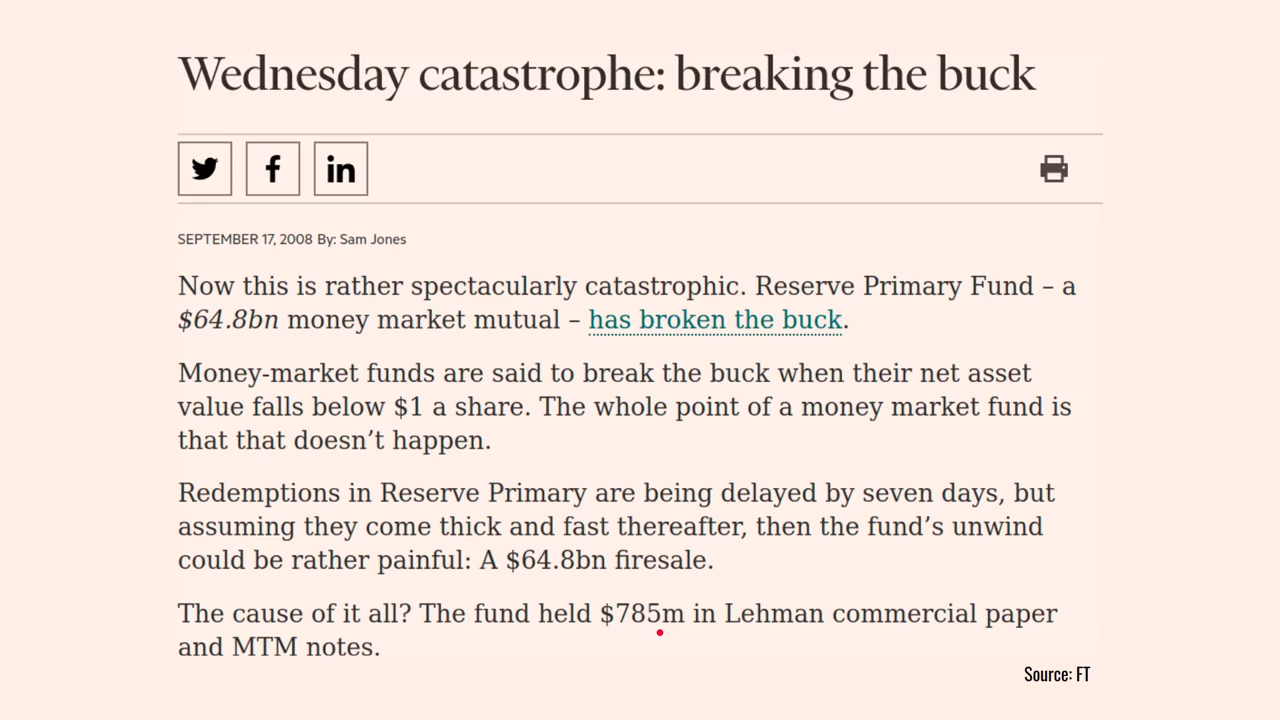 Wednesday catastrophe: breaking the buck
in
SEPTEMBER 17, 2008 By: Sam Jones
Now this is rather spectacularly catastrophic. Reserve Primary Fund – a
$64.8bn money market mutual – has broken the buck.
Money-market funds are said to break the buck when their net asset
value falls below $1 a share. The whole point of a money market fund is
that that doesn’t happen.
Redemptions in Reserve Primary are being delayed by seven days, but
assuming they come thick and fast thereafter, then the fund’s unwind
could be rather painful: A $64.8bn firesale.
The cause of it all? The fund held $785m in Lehman commercial paper
and MTM notes.
Source: FT